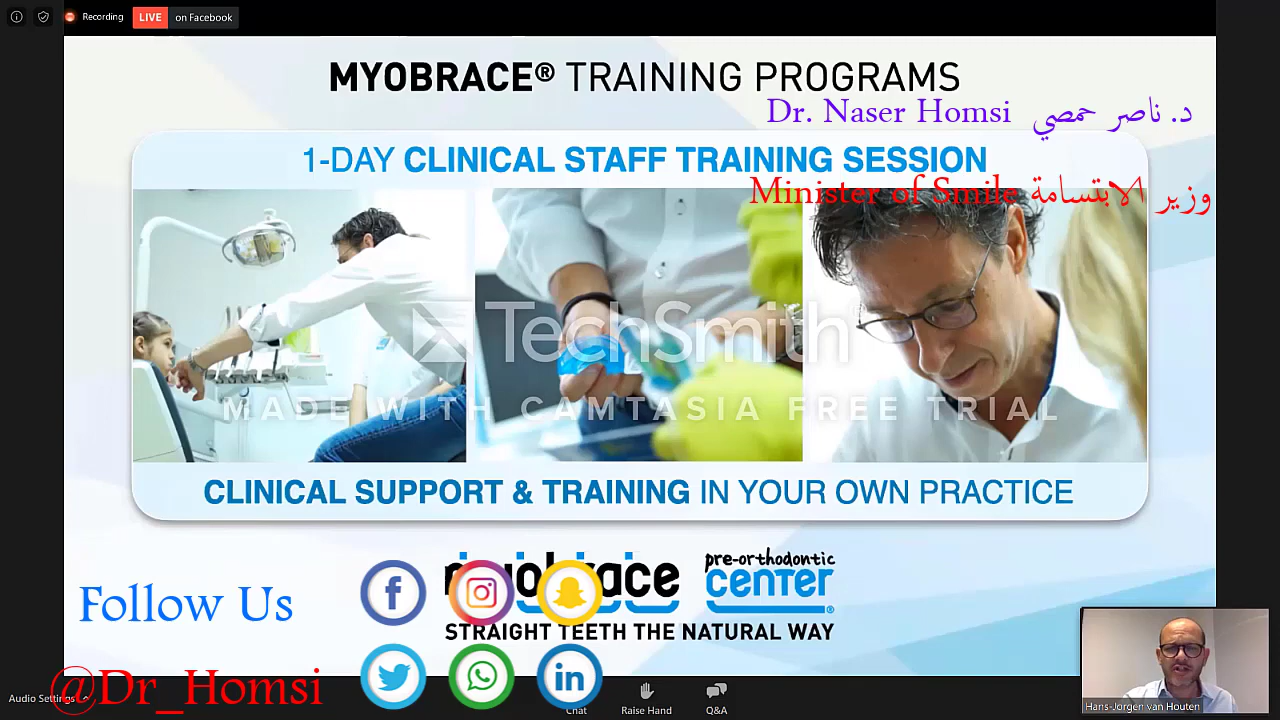 Recording LIVE on Facebook
MYOBRACE® TRAINING PROGRAMS
Dr. Naser Homsi د. ناصر حمصي
1-DAY CLINICAL STAFF TRAINING SESSION
Minister of Smile وزير الابتسامة
TechSmith
MADE WITH CAMTASIA FREE TRIAL
CLINICAL SUPPORT & TRAINING IN YOUR OWN PRACTICE
myobrace pre-orthodontic
center®
Follow Us
STRAIGHT TEETH THE NATURAL WAY
@Dr_Homsi
Audio Settings
Chat Raise Hand Q&A
Hans-Jorgen van Houten